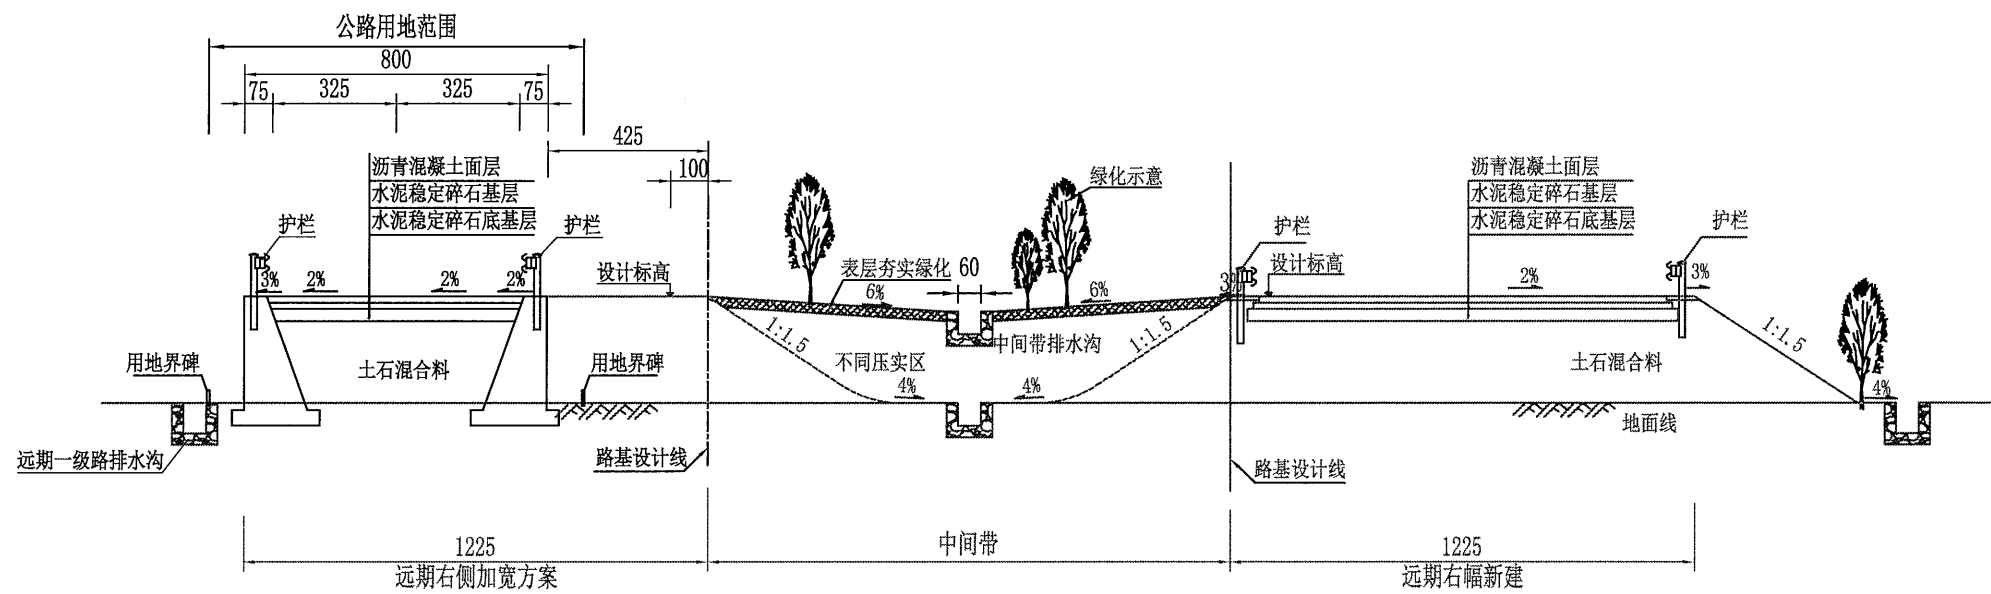 公路用地范围
800
75
325
325
75
425
100
沥青混凝土面层
水泥稳定碎石基层
水泥稳定碎石底基层
绿化示意
沥青混凝土面层
水泥稳定碎石基层
水泥稳定碎石底基层
护栏
护栏
护栏
护栏
设计标高
表层夯实绿化
60
设计标高
3%
2%
2%
2%
6%
6%
3%
2%
3%
1:1.5
不同压实区
中间带排水沟
1:1.5
1:1.5
用地界碑
土石混合料
用地界碑
土石混合料
4%
4%
4%
地面线
远期一级路排水沟
路基设计线
路基设计线
1225
中间带
1225
远期右侧加宽方案
远期右幅新建